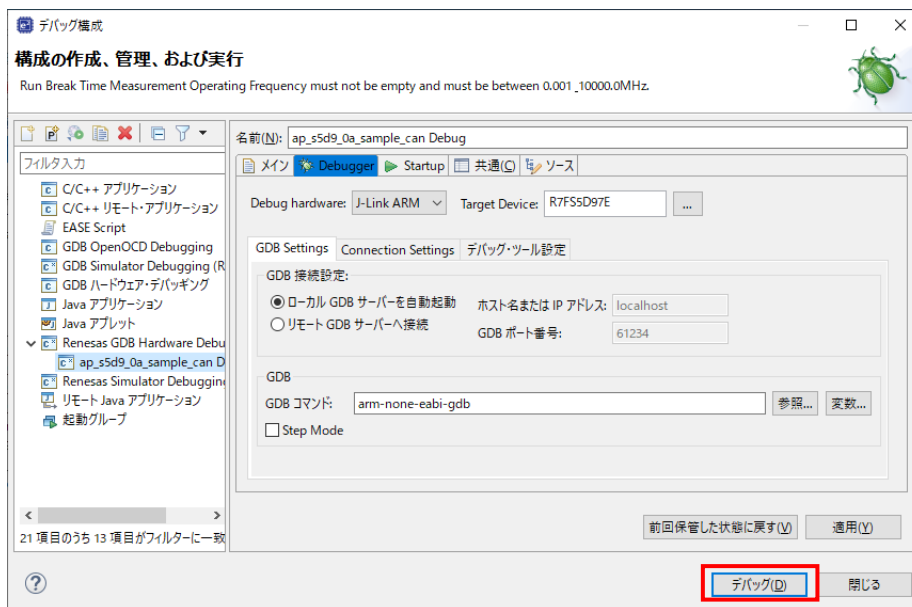 デバッグ構成
構成の作成、管理、および実行
Run Break Time Measurement Operating Frequency must not be empty and must be between 0.001_10000.0MHz.
フィルタ入力
C/C++ アプリケーション
C/C++ リモート・アプリケーション
EASE Script
GDB OpenOCD Debugging
GDB Simulator Debugging (R
GDB ハードウェア・デバッギング
Java アプリケーション
Java アプレット
Renesas GDB Hardware Debu
ap_s5d9_0a_sample_can D
Renesas Simulator Debuggin
リモート Java アプリケーション
起動グループ
21 項目のうち 13 項目がフィルターに一致
名前(N): ap_s5d9_0a_sample_can Debug
メイン Debugger Startup 共通(C) ソース
Debug hardware: J-Link ARM Target Device: R7FS5D97E ...
GDB Settings Connection Settings デバッグ・ツール設定
GDB 接続設定:
ローカル GDB サーバーを自動起動 ホスト名または IP アドレス: localhost
リモート GDB サーバーへ接続 GDB ポート番号: 61234
GDB
GDB コマンド: arm-none-eabi-gdb 参照... 変数...
Step Mode
前回保管した状態に戻す(V) 適用(Y)
デバッグ(D) 閉じる